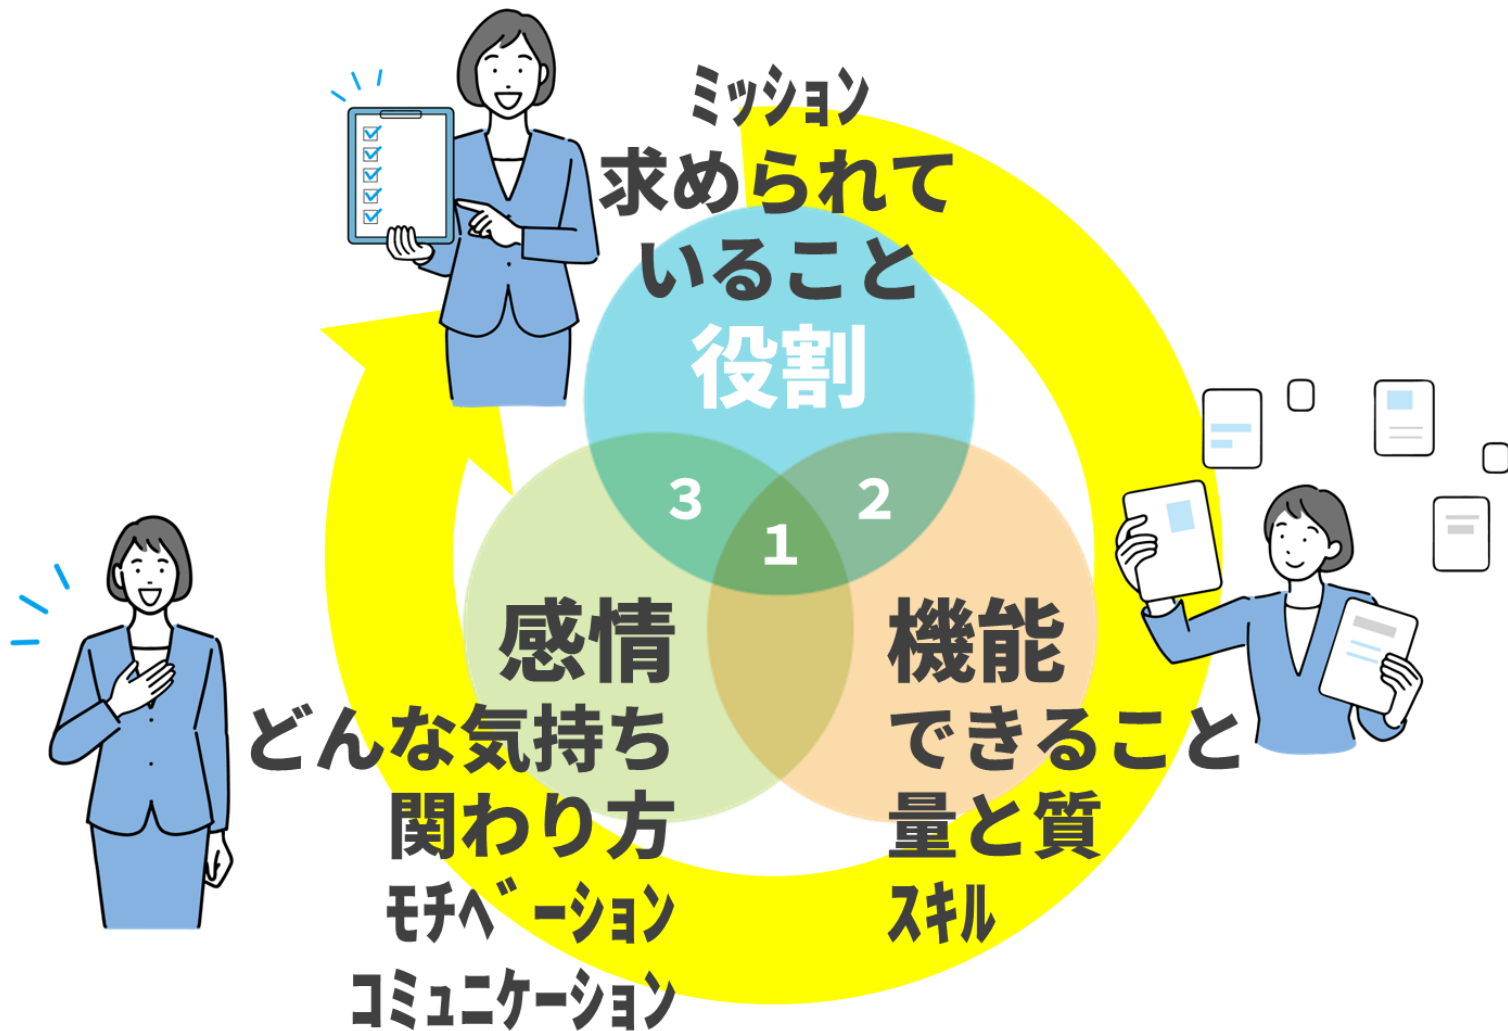 ミッション
求められて
いること
役割
3
2
1
感情
どんな気持ち
関わり方
モチベーション
コミュニケーション
機能
できること
量と質
スキル